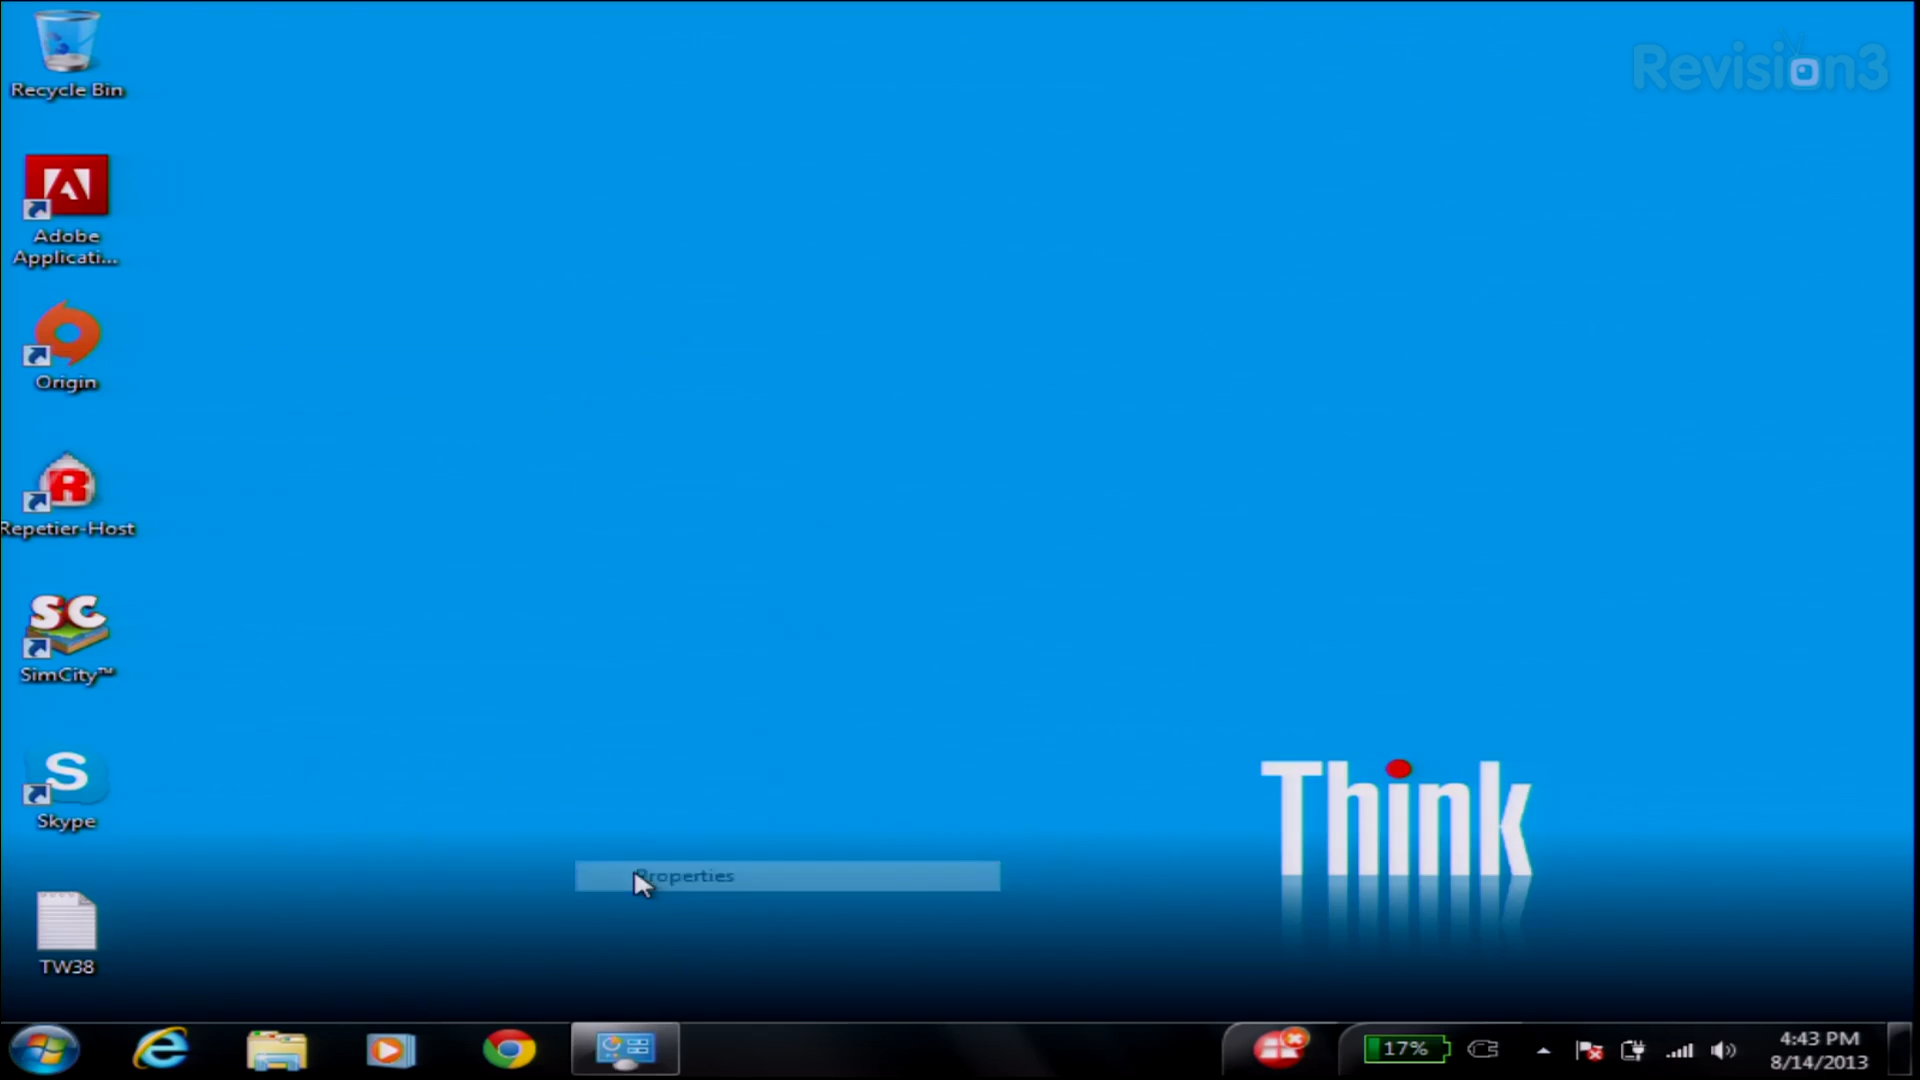 Recycle Bin
Revision3
Adobe
Applicati...
Origin
R
Repetier-Host
SC
SimCity™
S
Skype
Think
Properties
TW38
17%
4:43 PM
8/14/2013